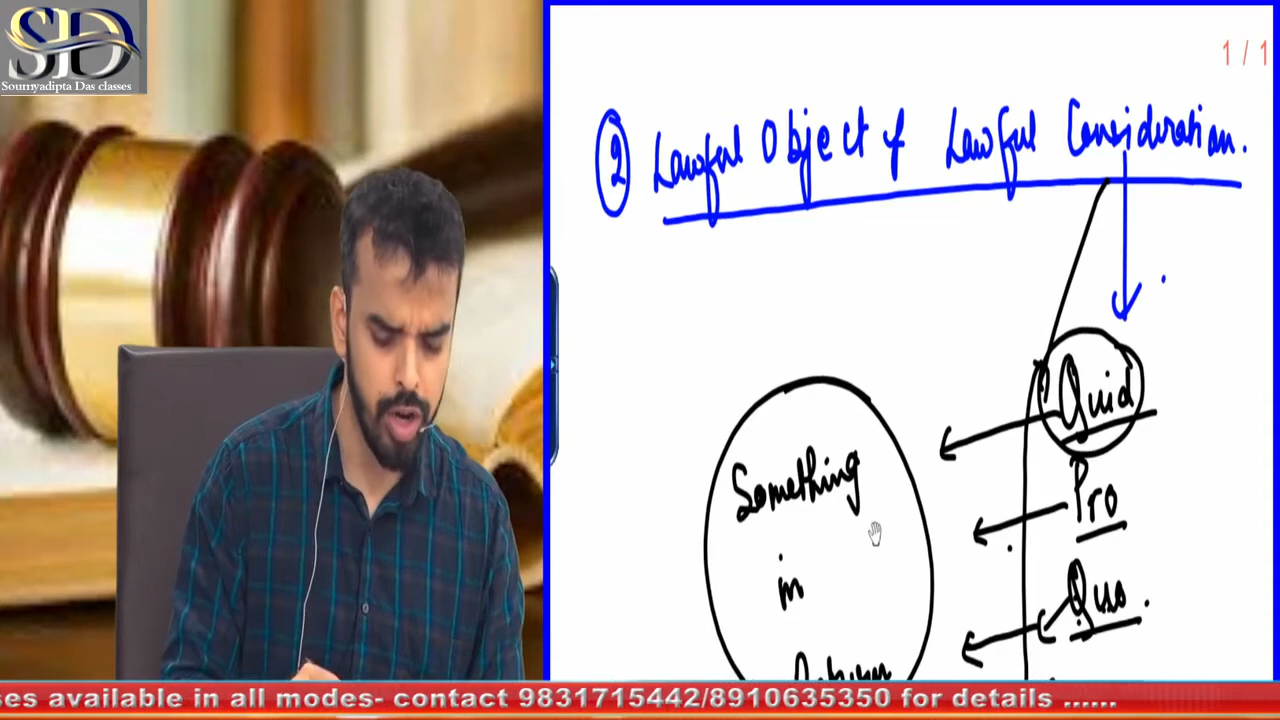 SD
Soumyadipta Das classes
1 / 1
② Lawful Object & Lawful Consideration.
Quid
Something
Pro
in
Quo.
Return
ses available in all modes- contact 9831715442/8910635350 for details ......